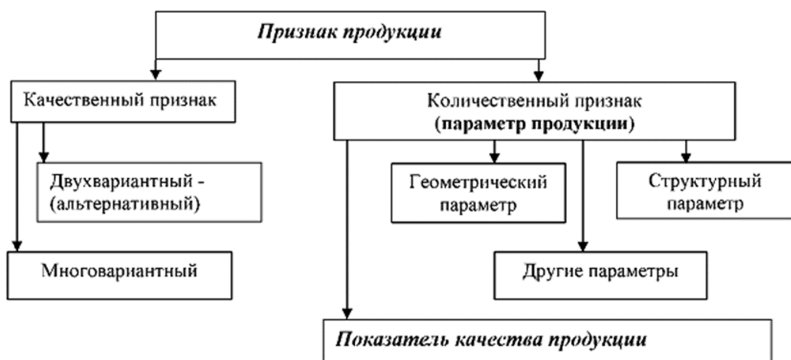 Признак продукции
Качественный признак
Количественный признак
(параметр продукции)
Двухвариантный -
(альтернативный)
Геометрический
параметр
Структурный
параметр
Многовариантный
Другие параметры
Показатель качества продукции